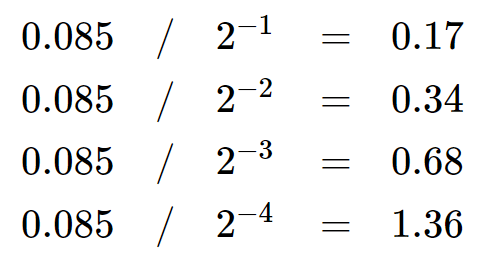 0.085 / 2⁻¹ = 0.17
0.085 / 2⁻² = 0.34
0.085 / 2⁻³ = 0.68
0.085 / 2⁻⁴ = 1.36